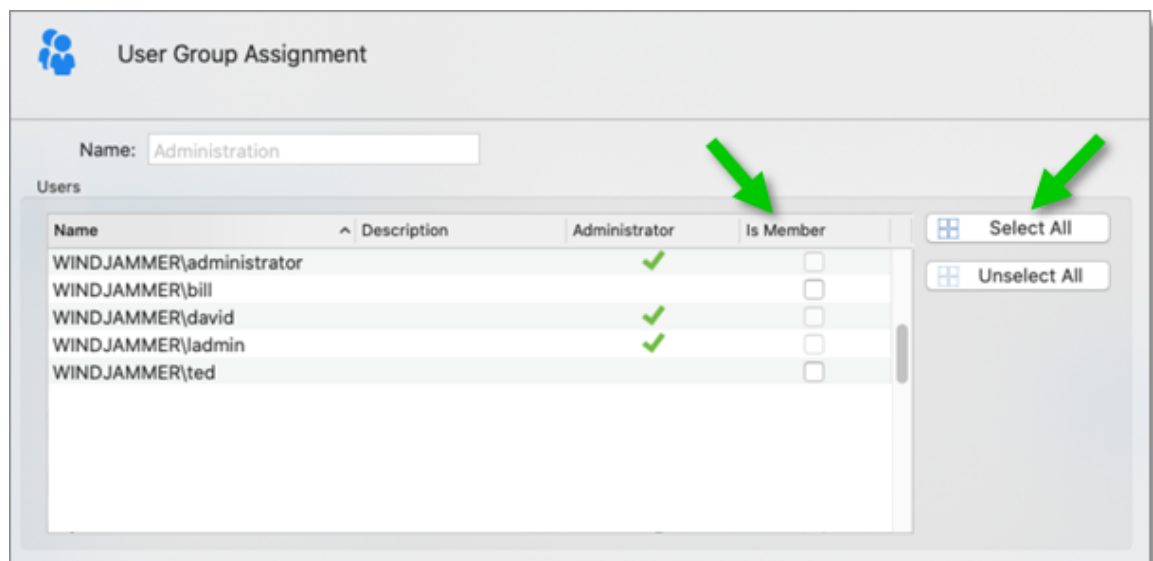 User Group Assignment
Name: Administration
Users
Name Description Administrator Is Member Select All
WINDJAMMER\administrator
WINDJAMMER\bill Unselect All
WINDJAMMER\david
WINDJAMMER\ladmin
WINDJAMMER\ted